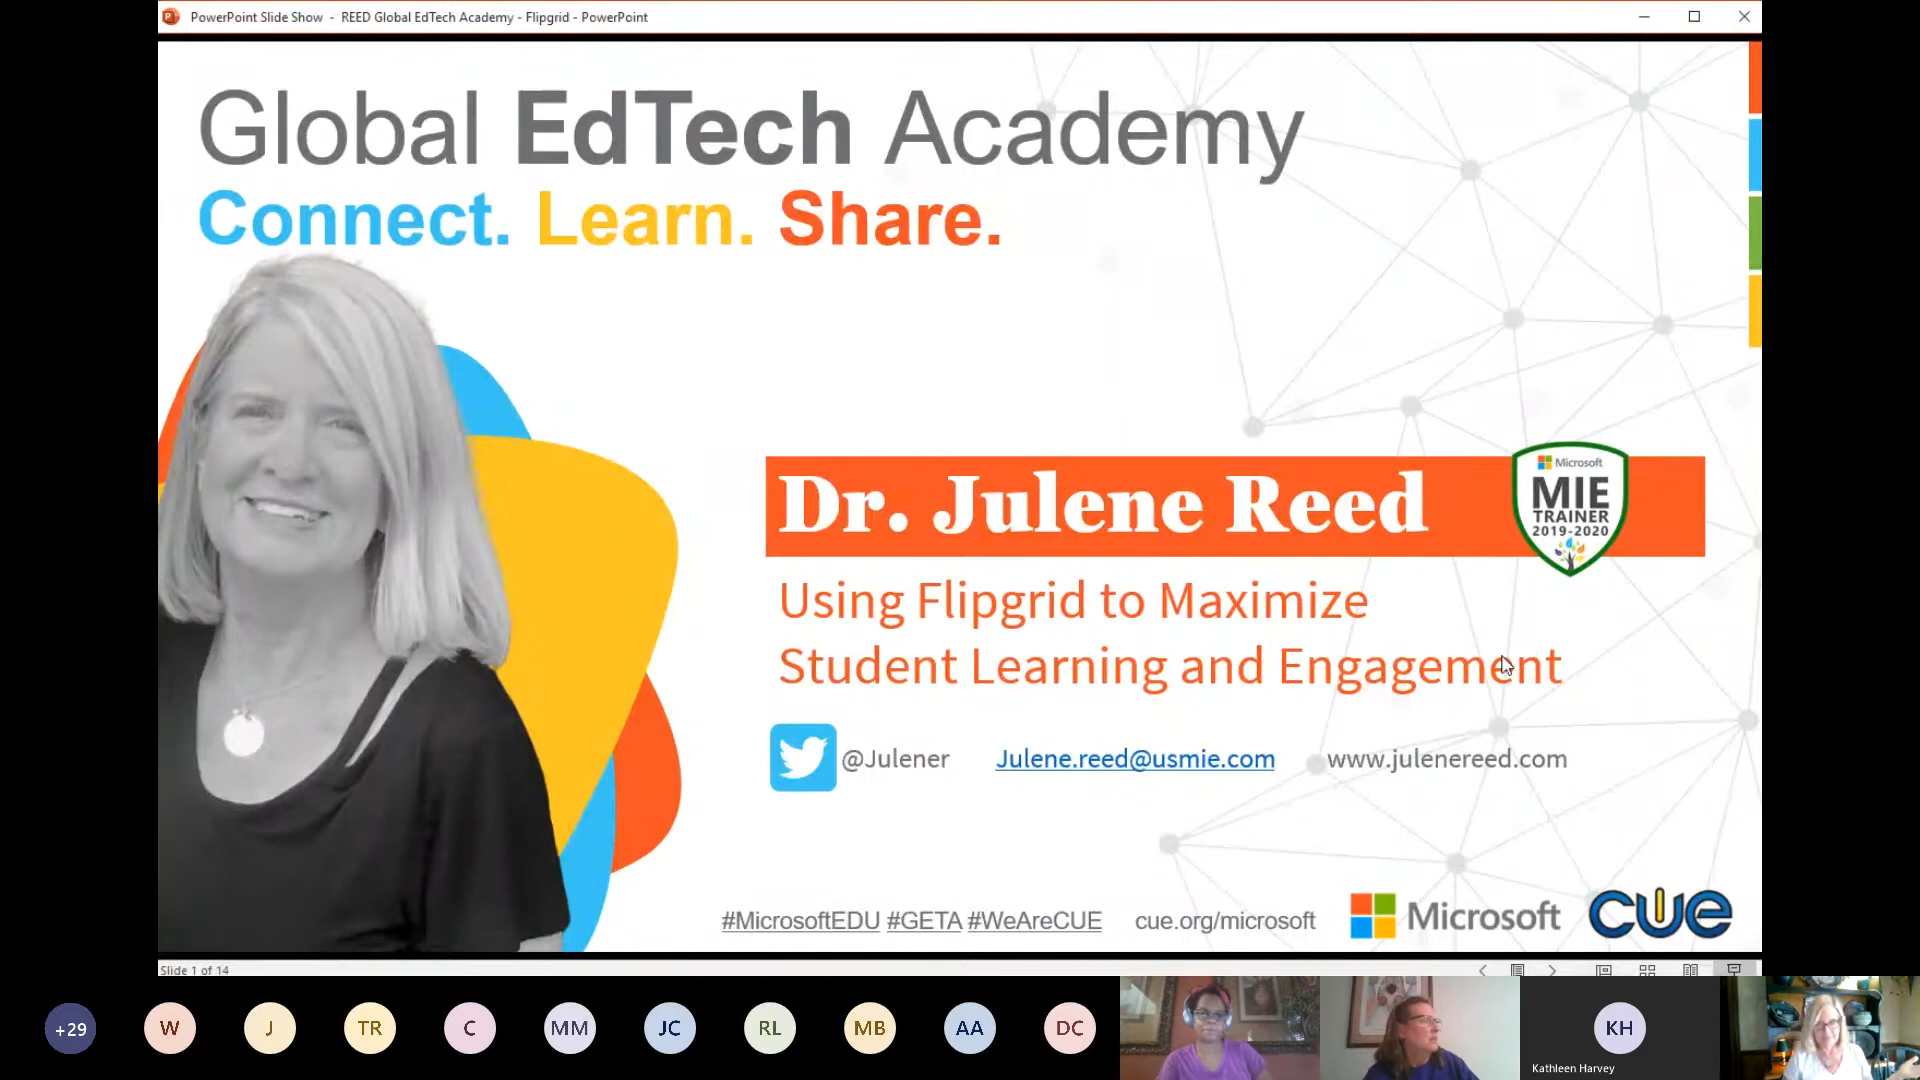 PowerPoint Slide Show - REED Global EdTech Academy - Flipgrid - PowerPoint
Global EdTech Academy
Connect. Learn. Share.
Dr. Julene Reed
Microsoft
MIE
TRAINER
2019-2020
Using Flipgrid to Maximize
Student Learning and Engagement
@Julener Julene.reed@usmie.com www.julenereed.com
#MicrosoftEDU #GETA #WeAreCUE cue.org/microsoft Microsoft cue
Slide 1 of 14
+29 W J TR C MM JC RL MB AA DC KH
Kathleen Harvey